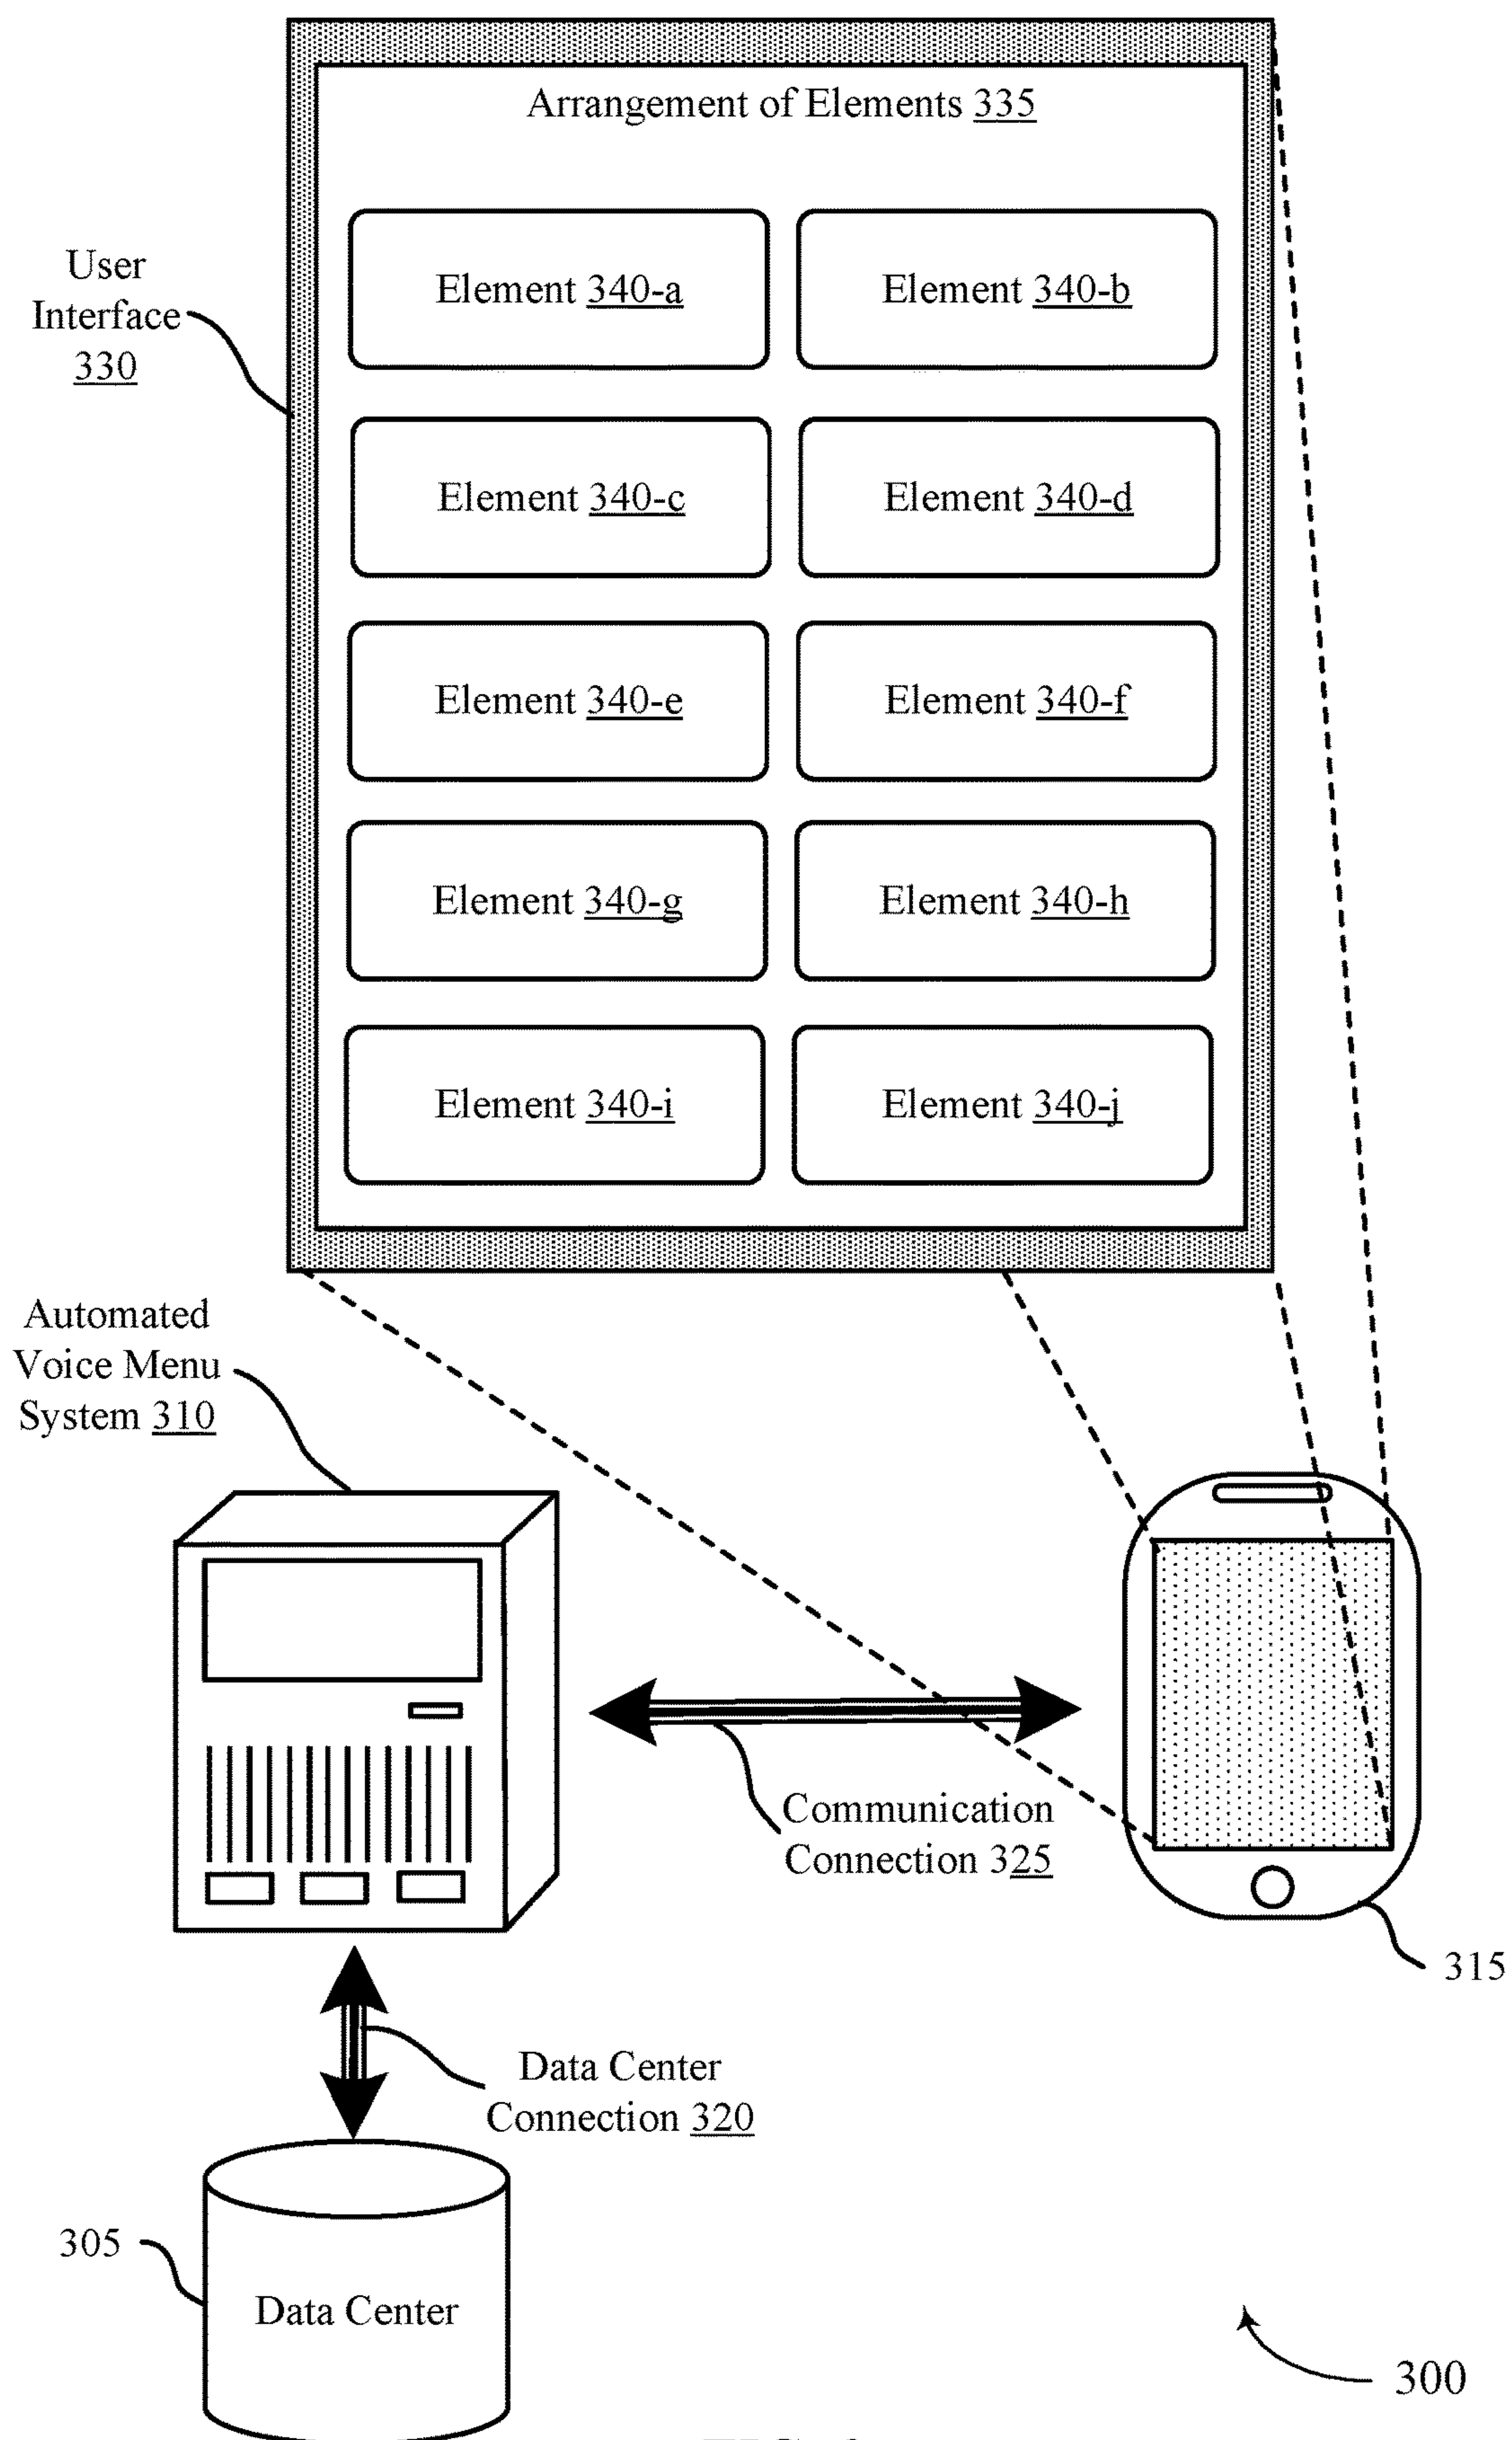 Arrangement of Elements 335
User
Interface
330
Element 340-a
Element 340-b
Element 340-c
Element 340-d
Element 340-e
Element 340-f
Element 340-g
Element 340-h
Element 340-i
Element 340-j
Automated
Voice Menu
System 310
Communication
Connection 325
315
Data Center
Connection 320
305
Data Center
300